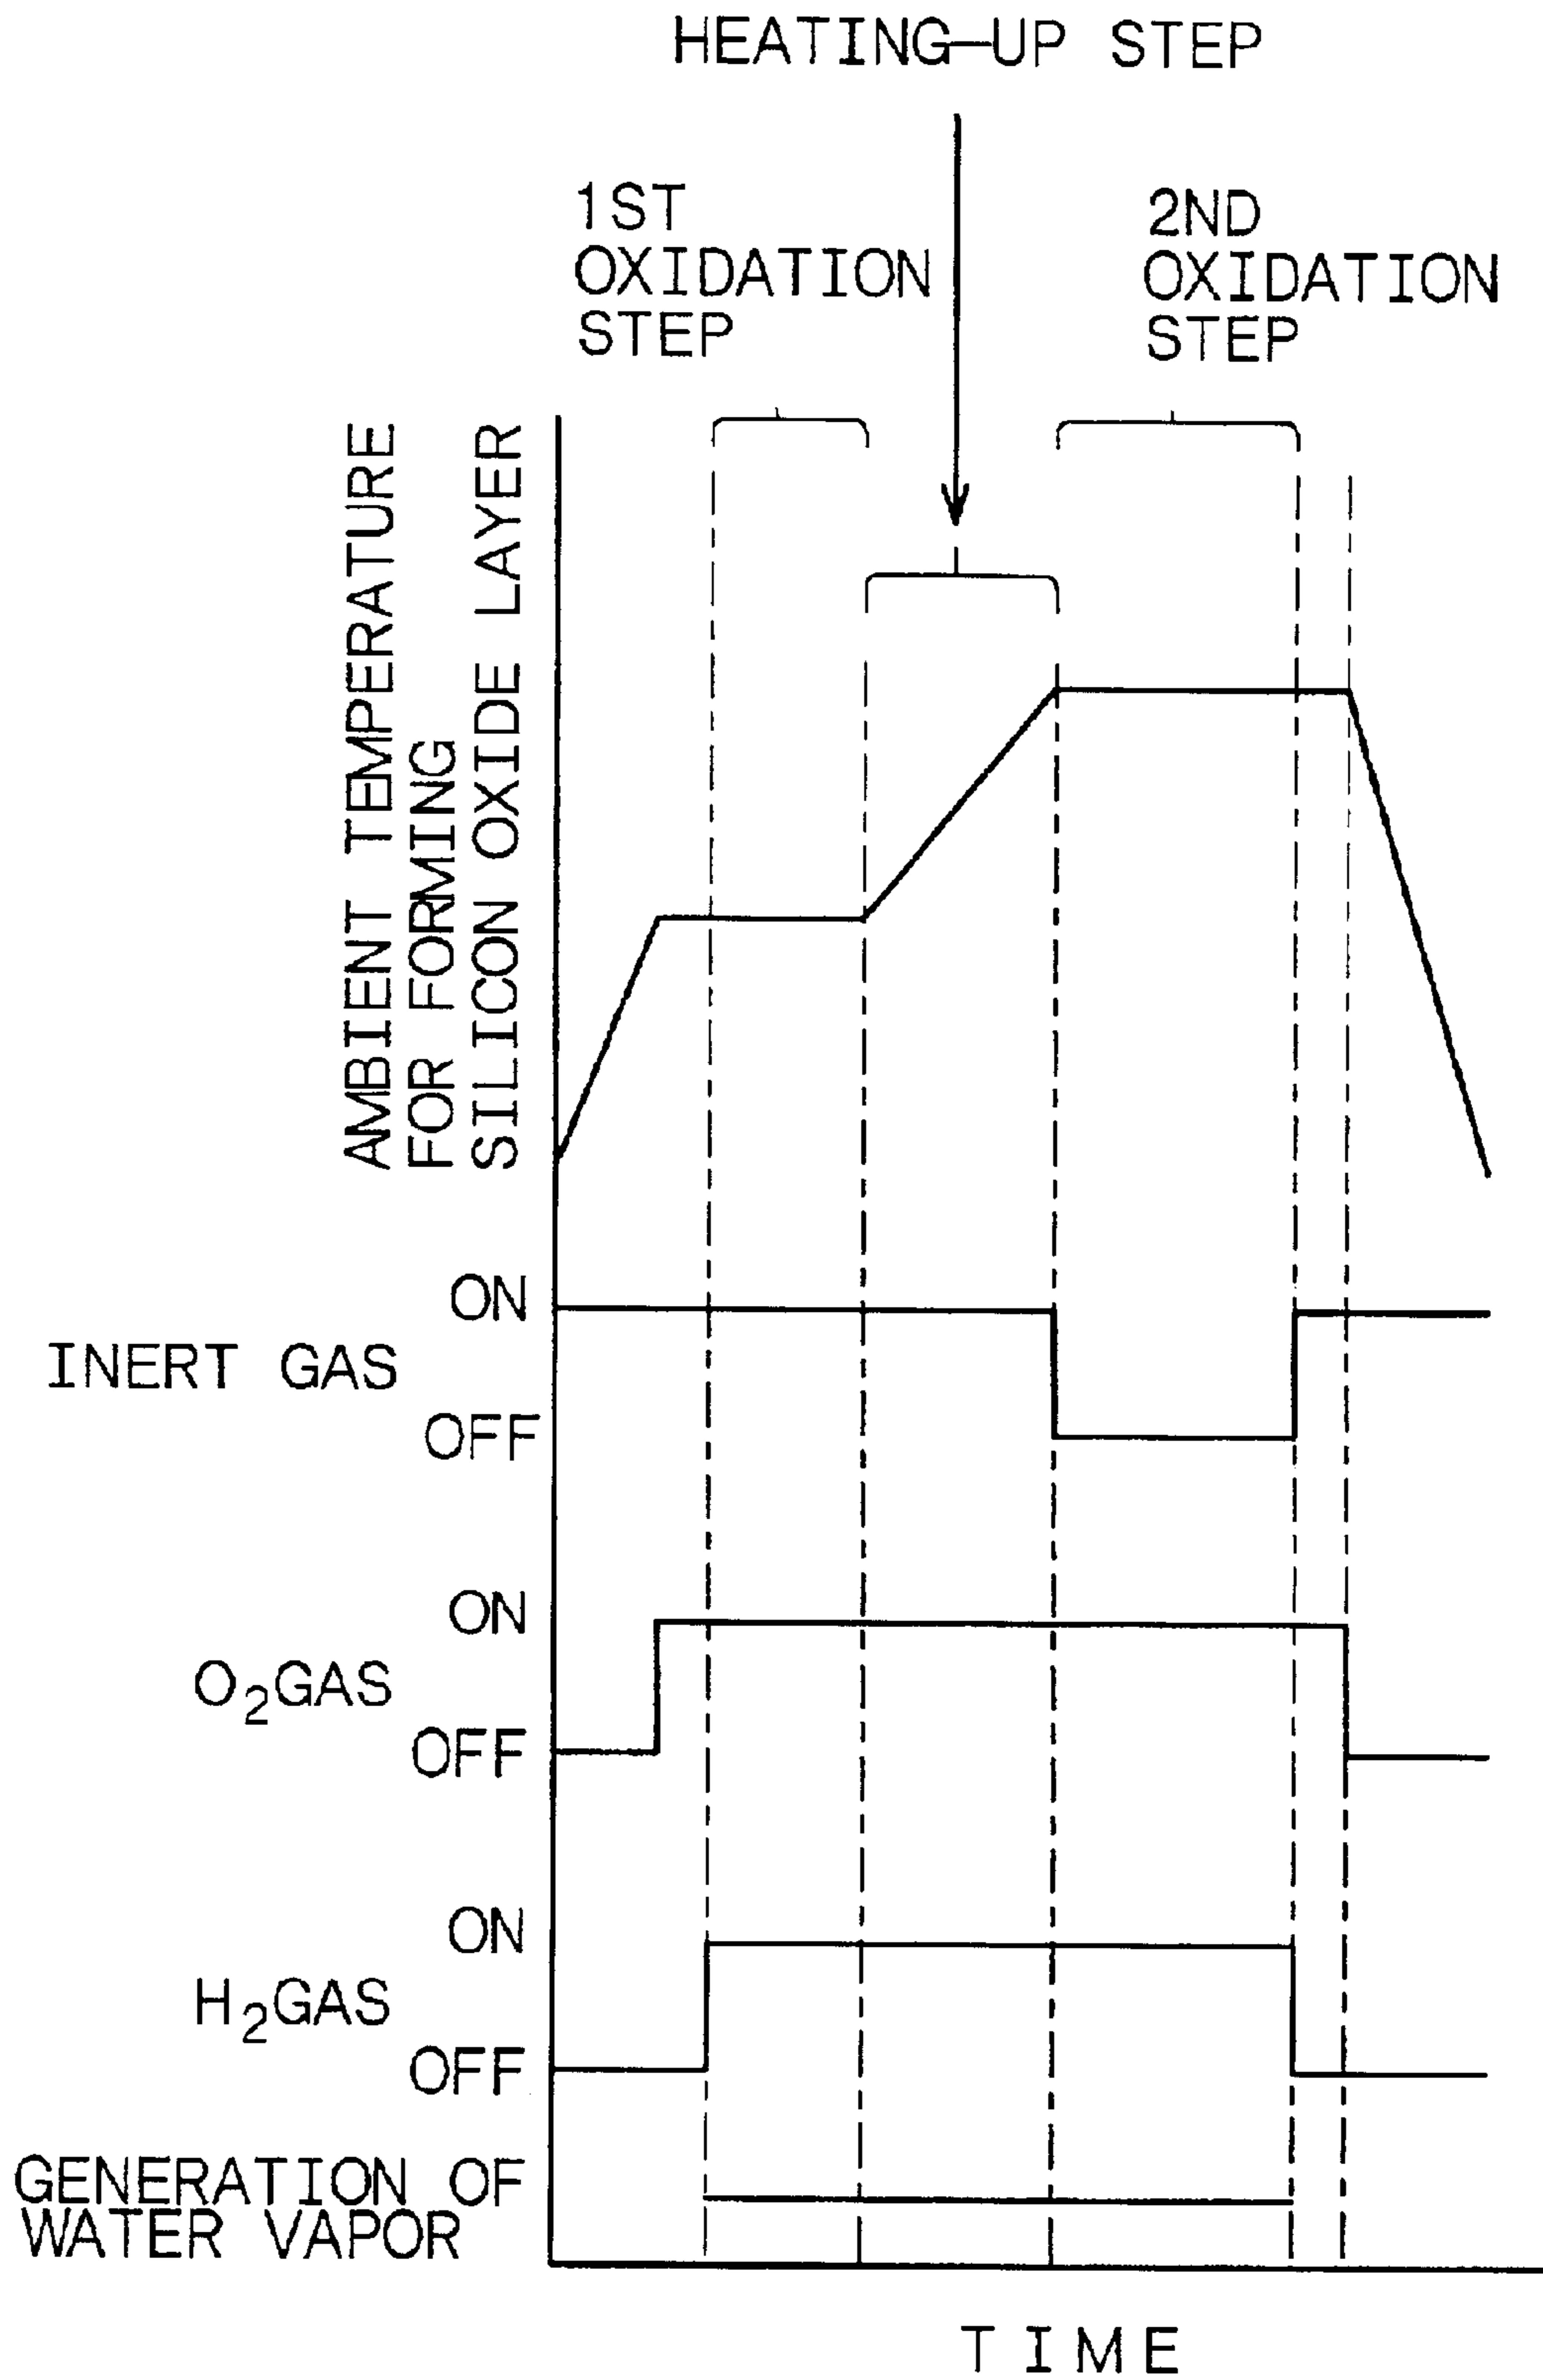 HEATING-UP STEP
1ST
OXIDATION
STEP
2ND
OXIDATION
STEP
AMBIENT TEMPERATURE
FOR FORMING
SILICON OXIDE LAYER
ON
INERT GAS
OFF
ON
O₂GAS
OFF
ON
H₂GAS
OFF
GENERATION OF
WATER VAPOR
TIME